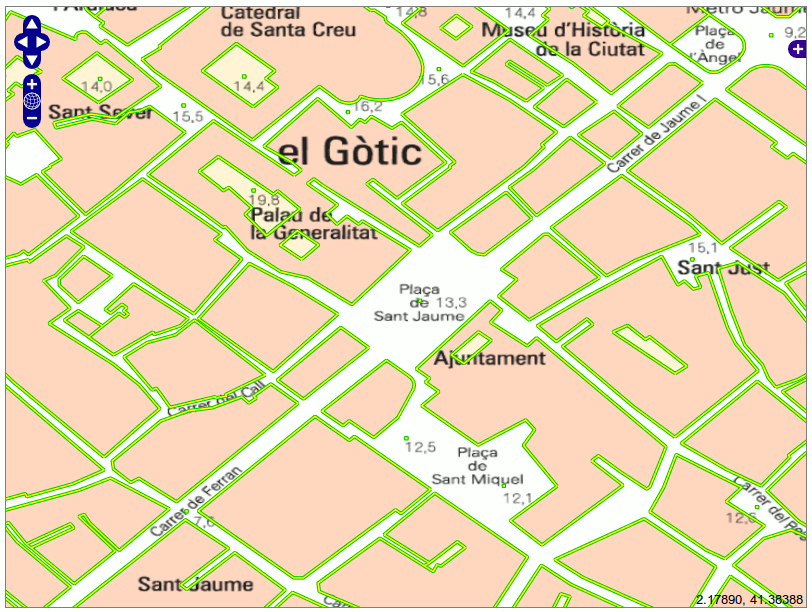 Catedral
de Santa Creu
14,8
14,4
Metro Jaume
Museu d'Història
de la Ciutat
Plaça
de
l'Àngel
9,2
15,6
14,0
14,4
Sant Sever
15,5
16,2
el Gòtic
Carrer de Jaume I
19,8
Palau de
la Generalitat
15,1
Sant Just
Plaça
de 13,3
Sant Jaume
Ajuntament
Carrer del Call
12,5
Plaça
de
Sant Miquel
12,1
Carrer de Ferran
7,6
12,6
Sant Jaume
2.17890, 41.38388